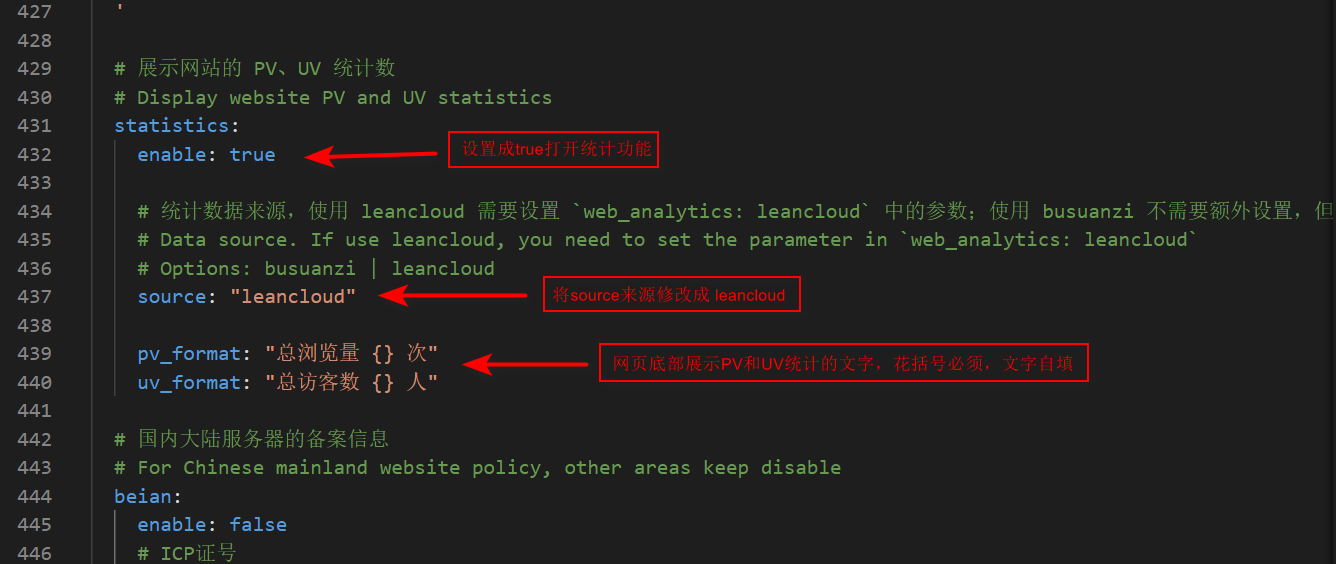 427 '
428
429 # 展示网站的 PV、UV 统计数
430 # Display website PV and UV statistics
431 statistics:
432 enable: true 设置成true打开统计功能
433
434 # 统计数据来源，使用 leancloud 需要设置 `web_analytics: leancloud` 中的参数；使用 busuanzi 不需要额外设置，但
435 # Data source. If use leancloud, you need to set the parameter in `web_analytics: leancloud`
436 # Options: busuanzi | leancloud
437 source: "leancloud" 将source来源修改成 leancloud
438
439 pv_format: "总浏览量 {} 次" 网页底部展示PV和UV统计的文字，花括号必须，文字自填
440 uv_format: "总访客数 {} 人"
441
442 # 国内大陆服务器的备案信息
443 # For Chinese mainland website policy, other areas keep disable
444 beian:
445 enable: false
446 # ICP证号